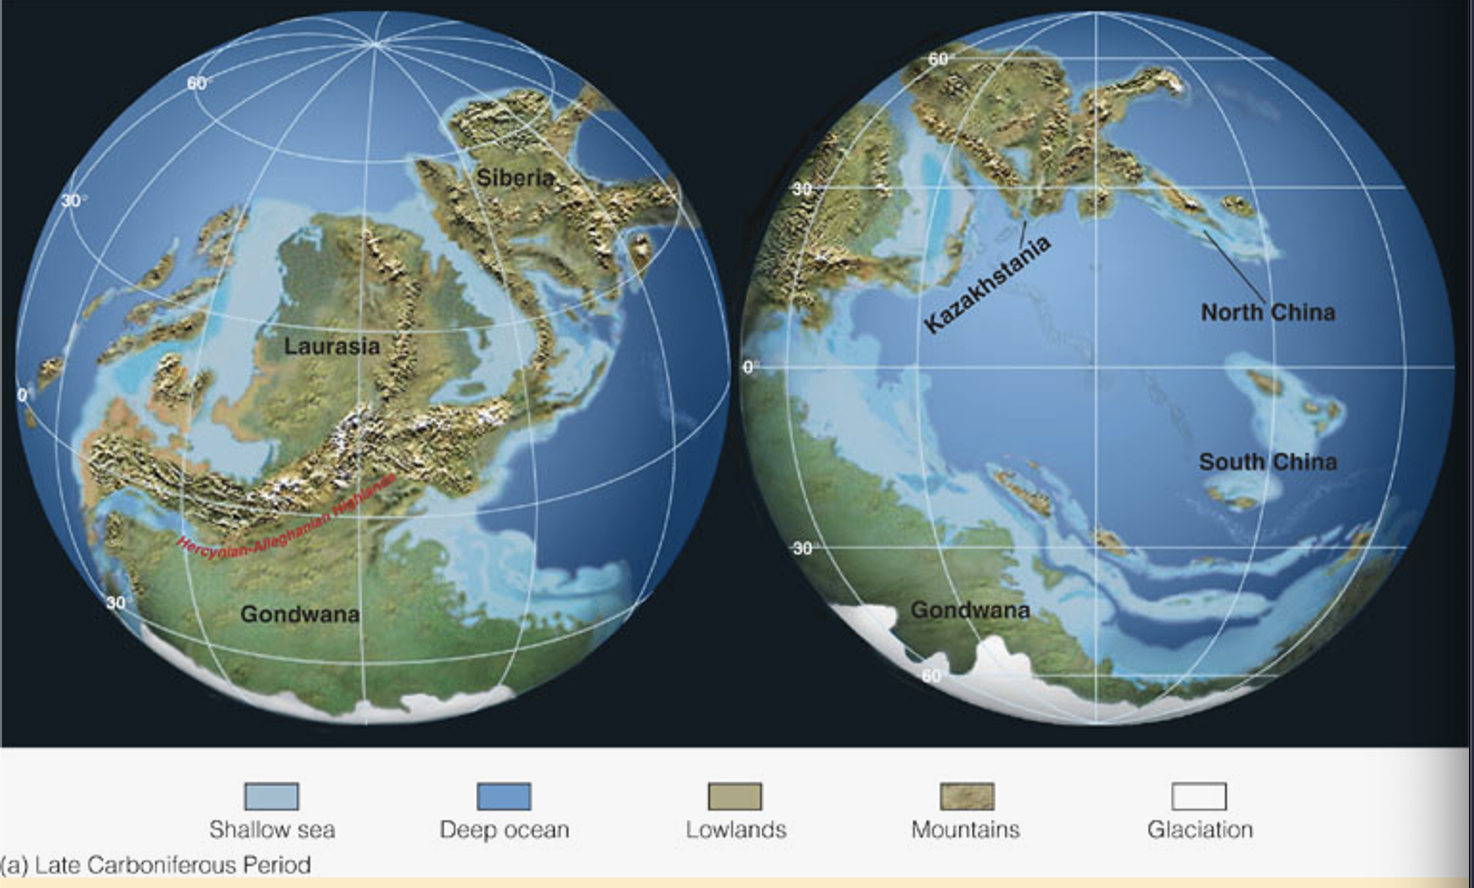 60°
30°
0°
30°
Siberia
Laurasia
Hercynian-Alleghanian Highlands
Gondwana
60°
30
0°
30°
60
Kazakhstania
North China
South China
Gondwana
Shallow sea
Deep ocean
Lowlands
Mountains
Glaciation
(a) Late Carboniferous Period